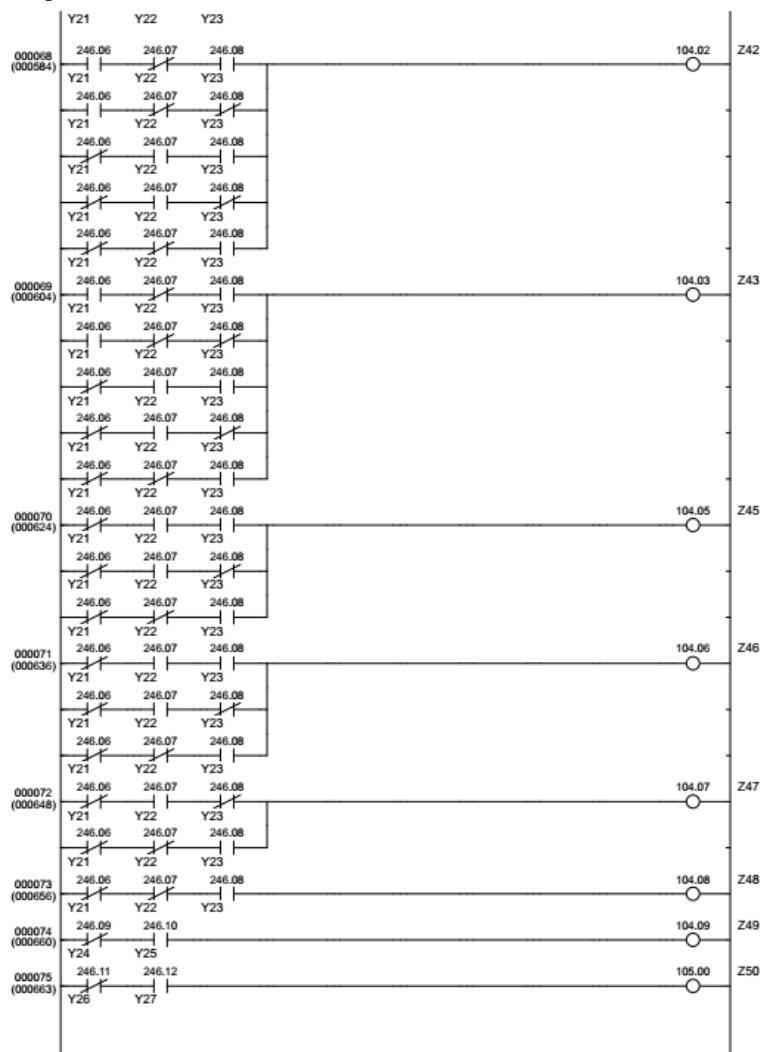 Y21 Y22 Y23
246.06 246.07 246.08 104.02 Z42
000068
(000584)
Y21 Y22 Y23
246.06 246.07 246.08
Y21 Y22 Y23
246.06 246.07 246.08
Y21 Y22 Y23
246.06 246.07 246.08
Y21 Y22 Y23
246.06 246.07 246.08
Y21 Y22 Y23
246.06 246.07 246.08 104.03 Z43
000069
(000604)
Y21 Y22 Y23
246.06 246.07 246.08
Y21 Y22 Y23
246.06 246.07 246.08
Y21 Y22 Y23
246.06 246.07 246.08
Y21 Y22 Y23
246.06 246.07 246.08
Y21 Y22 Y23
246.06 246.07 246.08 104.05 Z45
000070
(000624)
Y21 Y22 Y23
246.06 246.07 246.08
Y21 Y22 Y23
246.06 246.07 246.08
Y21 Y22 Y23
246.06 246.07 246.08 104.06 Z46
000071
(000636)
Y21 Y22 Y23
246.06 246.07 246.08
Y21 Y22 Y23
246.06 246.07 246.08
Y21 Y22 Y23
246.06 246.07 246.08 104.07 Z47
000072
(000648)
Y21 Y22 Y23
246.06 246.07 246.08
Y21 Y22 Y23
246.06 246.07 246.08 104.08 Z48
000073
(000656)
Y21 Y22 Y23
246.09 246.10 104.09 Z49
000074
(000660)
Y24 Y25
246.11 246.12 105.00 Z50
000075
(000663)
Y26 Y27